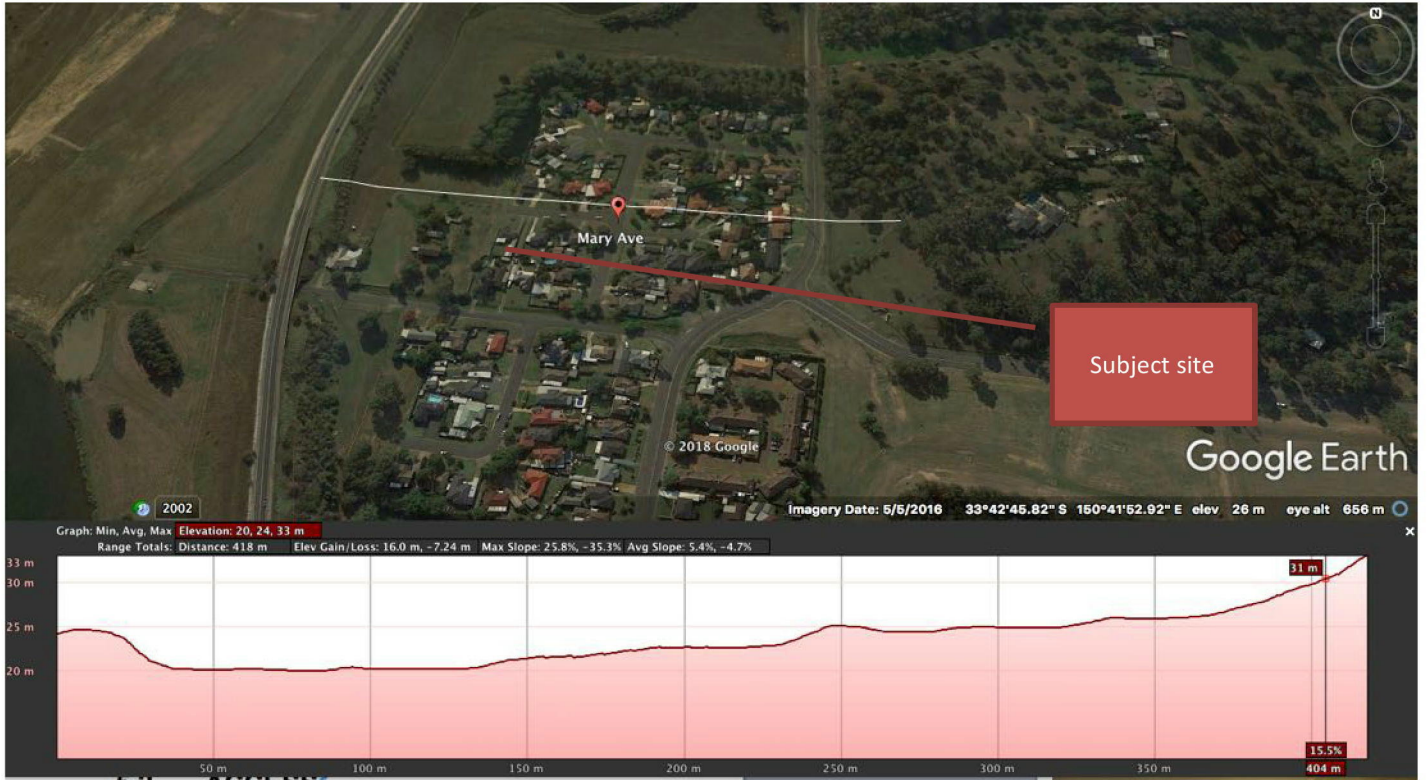 N
Mary Ave
Subject site
© 2018 Google
Google Earth
2002
Imagery Date: 5/5/2016 33°42'45.82" S 150°41'52.92" E elev 26 m eye alt 656 m
Graph: Min, Avg, Max Elevation: 20, 24, 33 m
Range Totals: Distance: 418 m Elev Gain/Loss: 16.0 m, -7.24 m Max Slope: 25.8%, -35.3% Avg Slope: 5.4%, -4.7%
33 m
31 m
30 m
25 m
20 m
15.5%
50 m 100 m 150 m 200 m 250 m 300 m 350 m 404 m